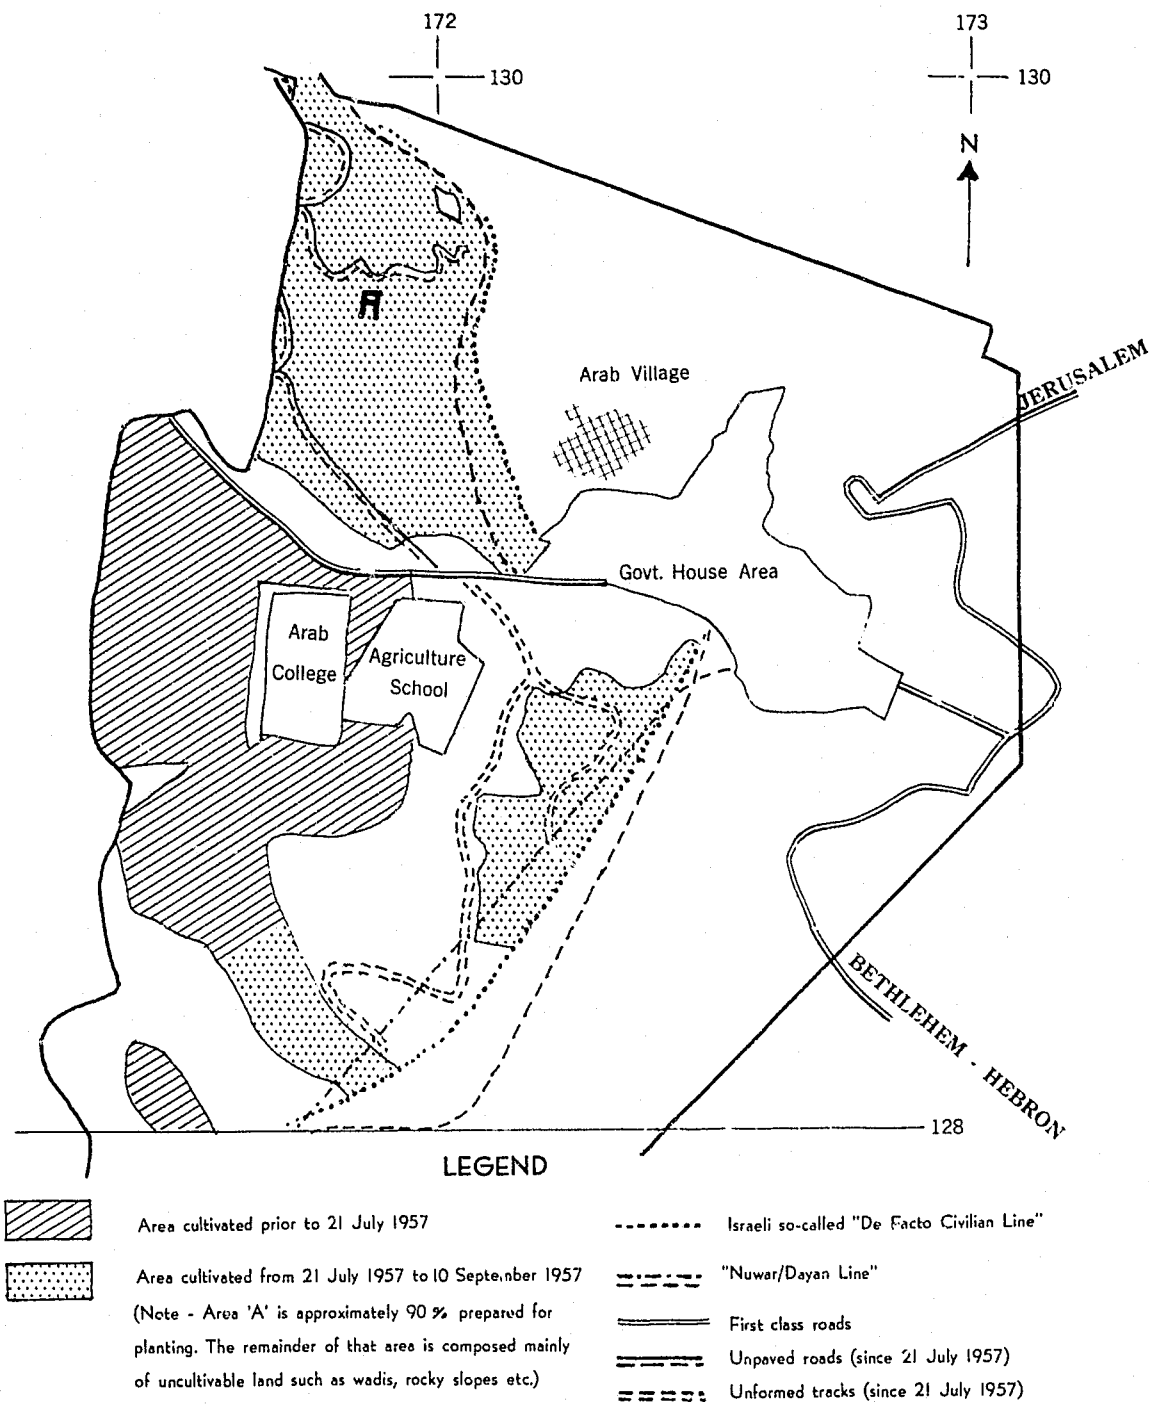 172
173
130
130
N
A
JERUSALEM
Arab Village
Govt. House Area
Arab
College
Agriculture
School
BETHLEHEM - HEBRON
128
LEGEND
Area cultivated prior to 21 July 1957
Area cultivated from 21 July 1957 to 10 September 1957
(Note - Area 'A' is approximately 90 % prepared for
planting. The remainder of that area is composed mainly
of uncultivable land such as wadis, rocky slopes etc.)
Israeli so-called "De Facto Civilian Line"
"Nuwar/Dayan Line"
First class roads
Unpaved roads (since 21 July 1957)
Unformed tracks (since 21 July 1957)